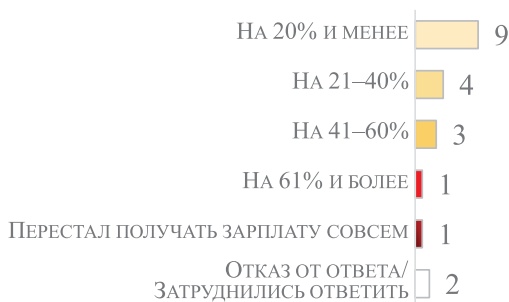 На 20% и менее 9
На 21–40% 4
На 41–60% 3
На 61% и более 1
Перестал получать зарплату совсем 1
Отказ от ответа/
Затруднились ответить 2